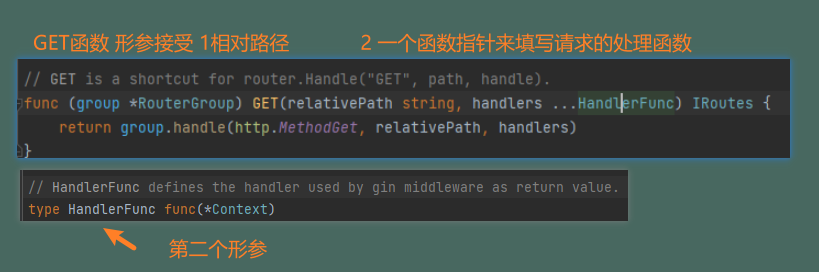 GET函数 形参接受 1相对路径 2 一个函数指针来填写请求的处理函数
// GET is a shortcut for router.Handle("GET", path, handle).
func (group *RouterGroup) GET(relativePath string, handlers ...HandlerFunc) IRoutes {
return group.handle(http.MethodGet, relativePath, handlers)
}
// HandlerFunc defines the handler used by gin middleware as return value.
type HandlerFunc func(*Context)
第二个形参